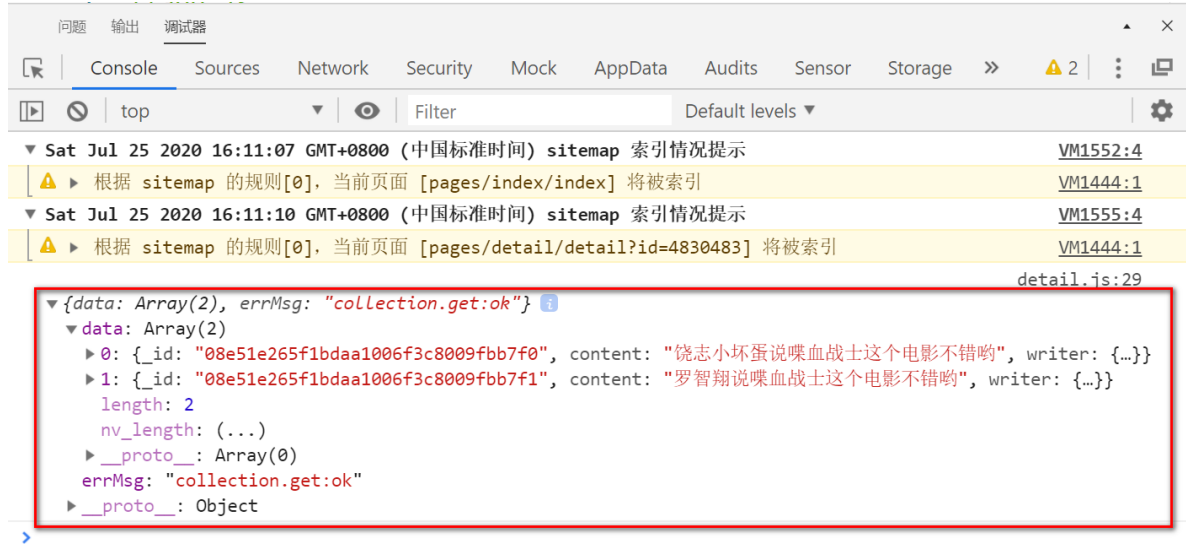 问题 输出 调试器
Console Sources Network Security Mock AppData Audits Sensor Storage » 2
top Filter Default levels ▼
▼ Sat Jul 25 2020 16:11:07 GMT+0800 (中国标准时间) sitemap 索引情况提示 VM1552:4
▶ 根据 sitemap 的规则[0]，当前页面 [pages/index/index] 将被索引 VM1444:1
▼ Sat Jul 25 2020 16:11:10 GMT+0800 (中国标准时间) sitemap 索引情况提示 VM1555:4
▶ 根据 sitemap 的规则[0]，当前页面 [pages/detail/detail?id=4830483] 将被索引 VM1444:1
detail.js:29
▼{data: Array(2), errMsg: "collection.get:ok"} i
▼data: Array(2)
▶0: {_id: "08e51e265f1bdaa1006f3c8009fbb7f0", content: "饶志小坏蛋说喋血战士这个电影不错哟", writer: {…}}
▶1: {_id: "08e51e265f1bdaa1006f3c8009fbb7f1", content: "罗智翔说喋血战士这个电影不错哟", writer: {…}}
length: 2
nv_length: (...)
▶__proto__: Array(0)
errMsg: "collection.get:ok"
▶__proto__: Object